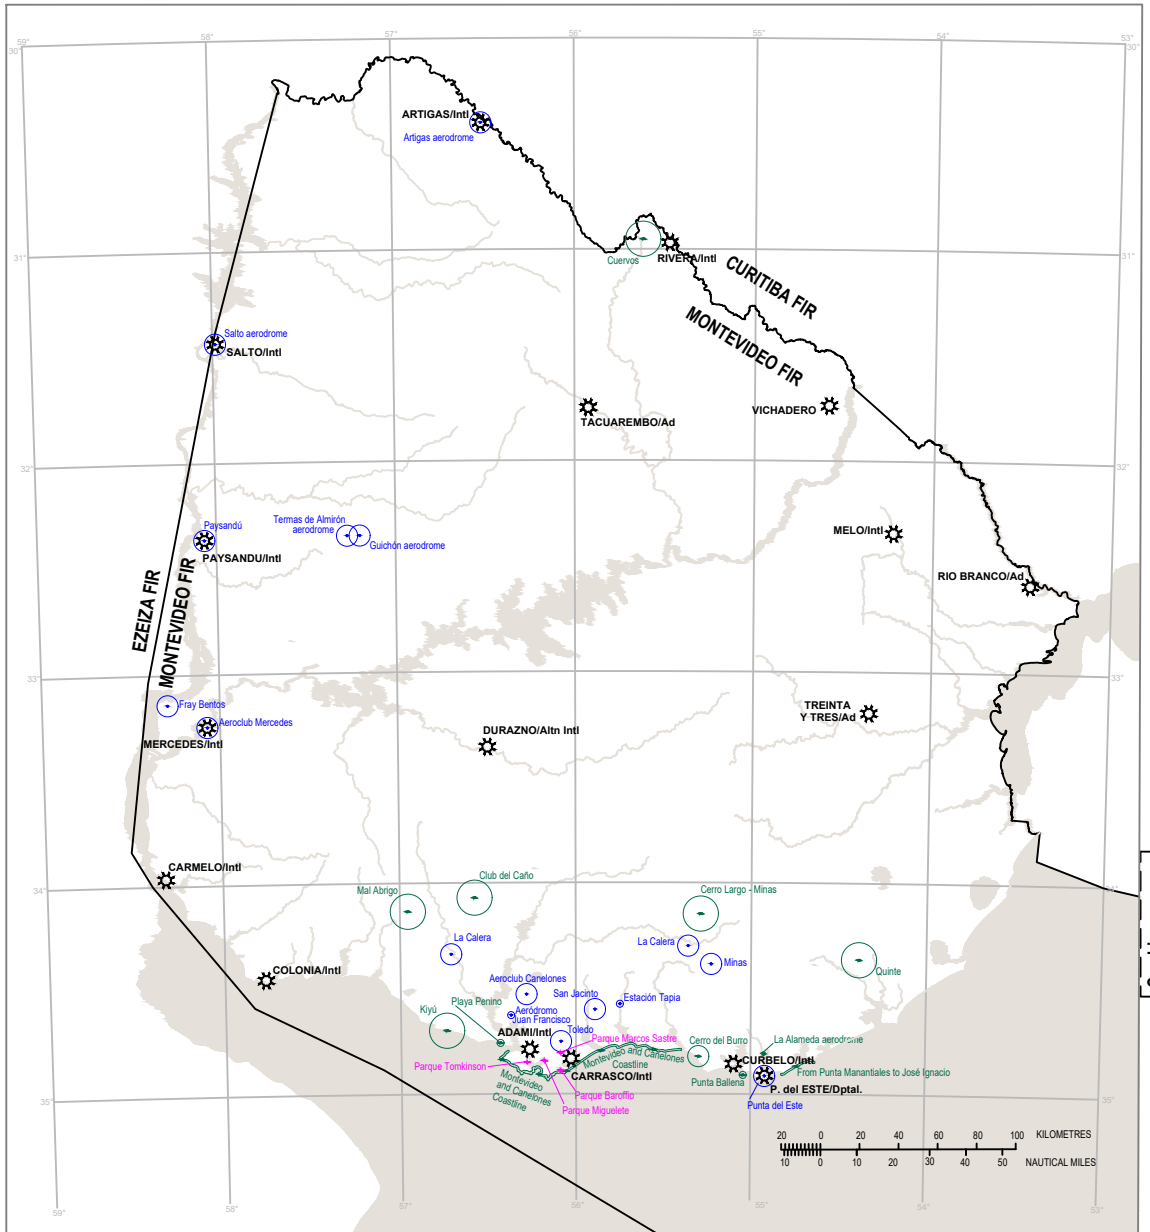 59°
58°
57°
56°
55°
54°
53°
30°
30°
ARTIGAS/Intl
Artigas aerodrome
Cuervos
RIVERA/Intl
31°
31°
CURITIBA FIR
MONTEVIDEO FIR
Salto aerodrome
SALTO/Intl
TACUAREMBO/Ad
VICHADERO
32°
32°
Paysandú
PAYSANDU/Intl
Termas de Almirón
aerodrome
Guichón aerodrome
MELO/Intl
RIO BRANCO/Ad
EZEIZA FIR
MONTEVIDEO FIR
33°
33°
Fray Bentos
Aeroclub Mercedes
MERCEDES/Intl
DURAZNO/Altn Intl
TREINTA
Y TRES/Ad
CARMELO/Intl
34°
34°
Mal Abrigo
Club del Caño
Cerro Largo - Minas
La Calera
La Calera
Minas
Quinte
COLONIA/Intl
Aeroclub Canelones
San Jacinto
Estación Tapia
Kiyú
Playa Penino
Aeródromo
Juan Francisco
ADAMI/Intl
Toledo
Parque Marcos Sastre
Cerro del Burro
La Alameda aerodrome
Parque Tomkinson
Montevideo and Canelones
Coastline
CARRASCO/Intl
CURBELO/Intl
From Punta Manantiales to José Ignacio
Punta Ballena
P. del ESTE/Dptal.
Montevideo
and Canelones
Coastline
Parque Baroffio
Parque Miguelete
Punta del Este
35°
35°
20 0 20 40 60 80 100 KILOMETRES
10 0 10 20 30 40 50 NAUTICAL MILES
59°
58°
57°
56°
55°
54°
53°